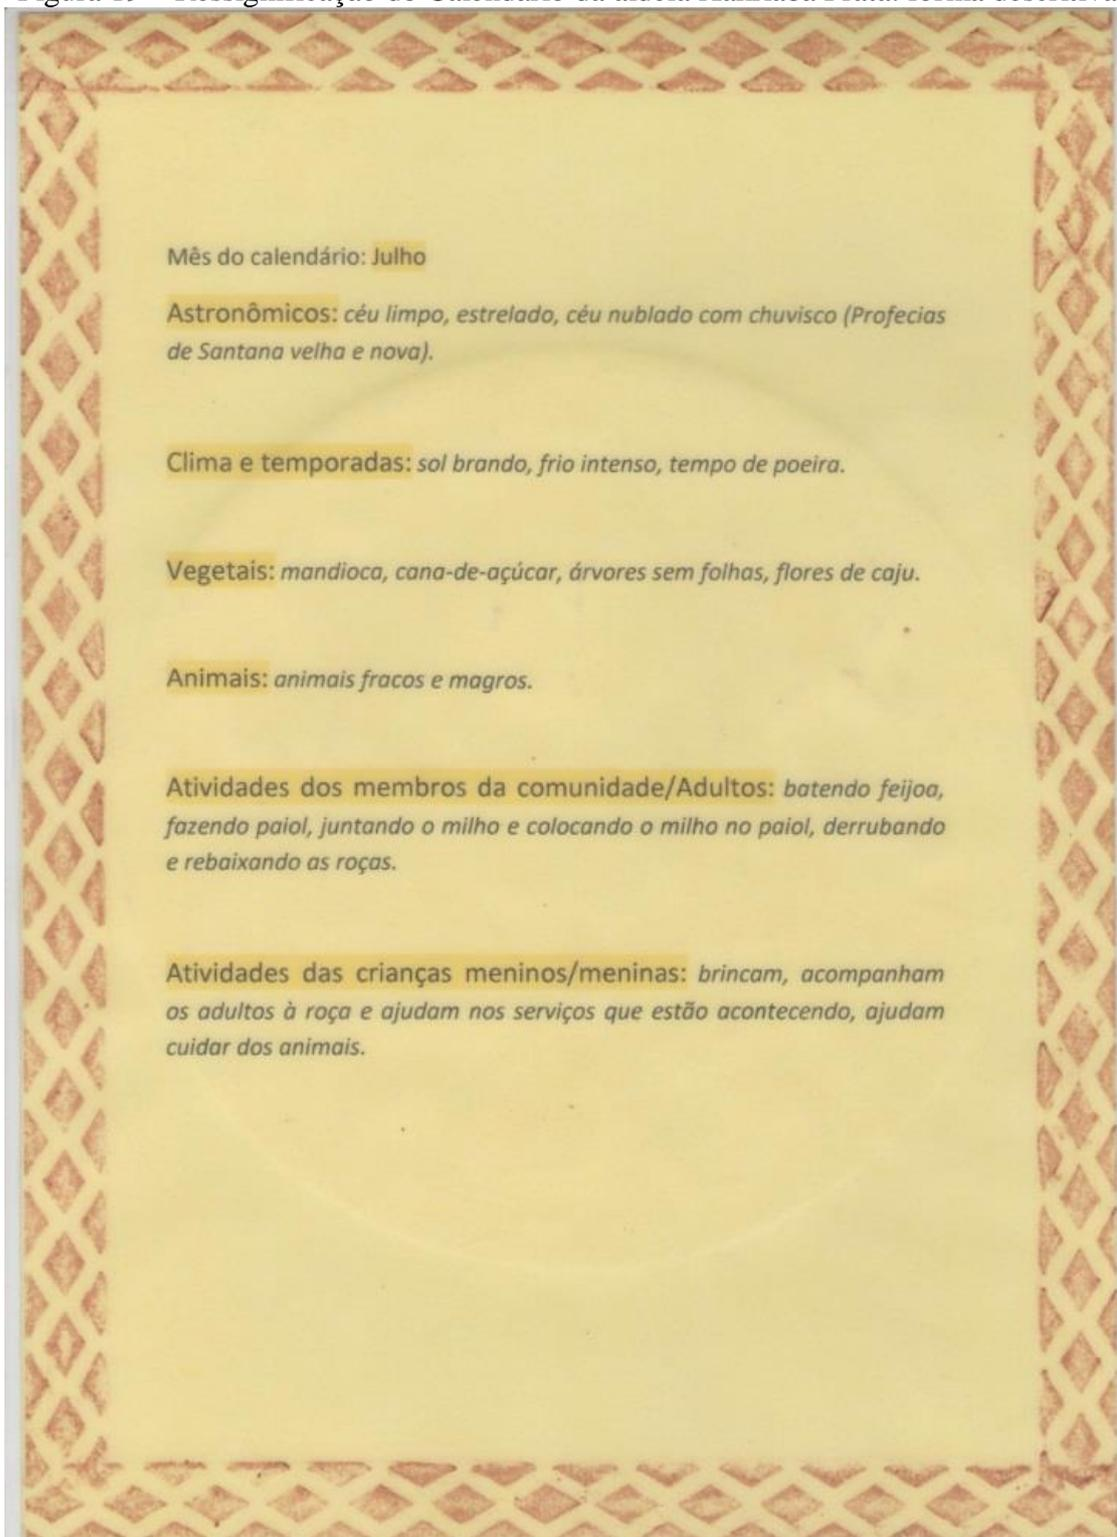 Mês do calendário: Julho
Astronômicos: céu limpo, estrelado, céu nublado com chuvisco (Profecias
de Santana velha e nova).
Clima e temporadas: sol brando, frio intenso, tempo de poeira.
Vegetais: mandioca, cana-de-açúcar, árvores sem folhas, flores de caju.
Animais: animais fracos e magros.
Atividades dos membros da comunidade/Adultos: batendo feijoa,
fazendo paiol, juntando o milho e colocando o milho no paiol, derrubando
e rebaixando as roças.
Atividades das crianças meninos/meninas: brincam, acompanham
os adultos à roça e ajudam nos serviços que estão acontecendo, ajudam
cuidar dos animais.